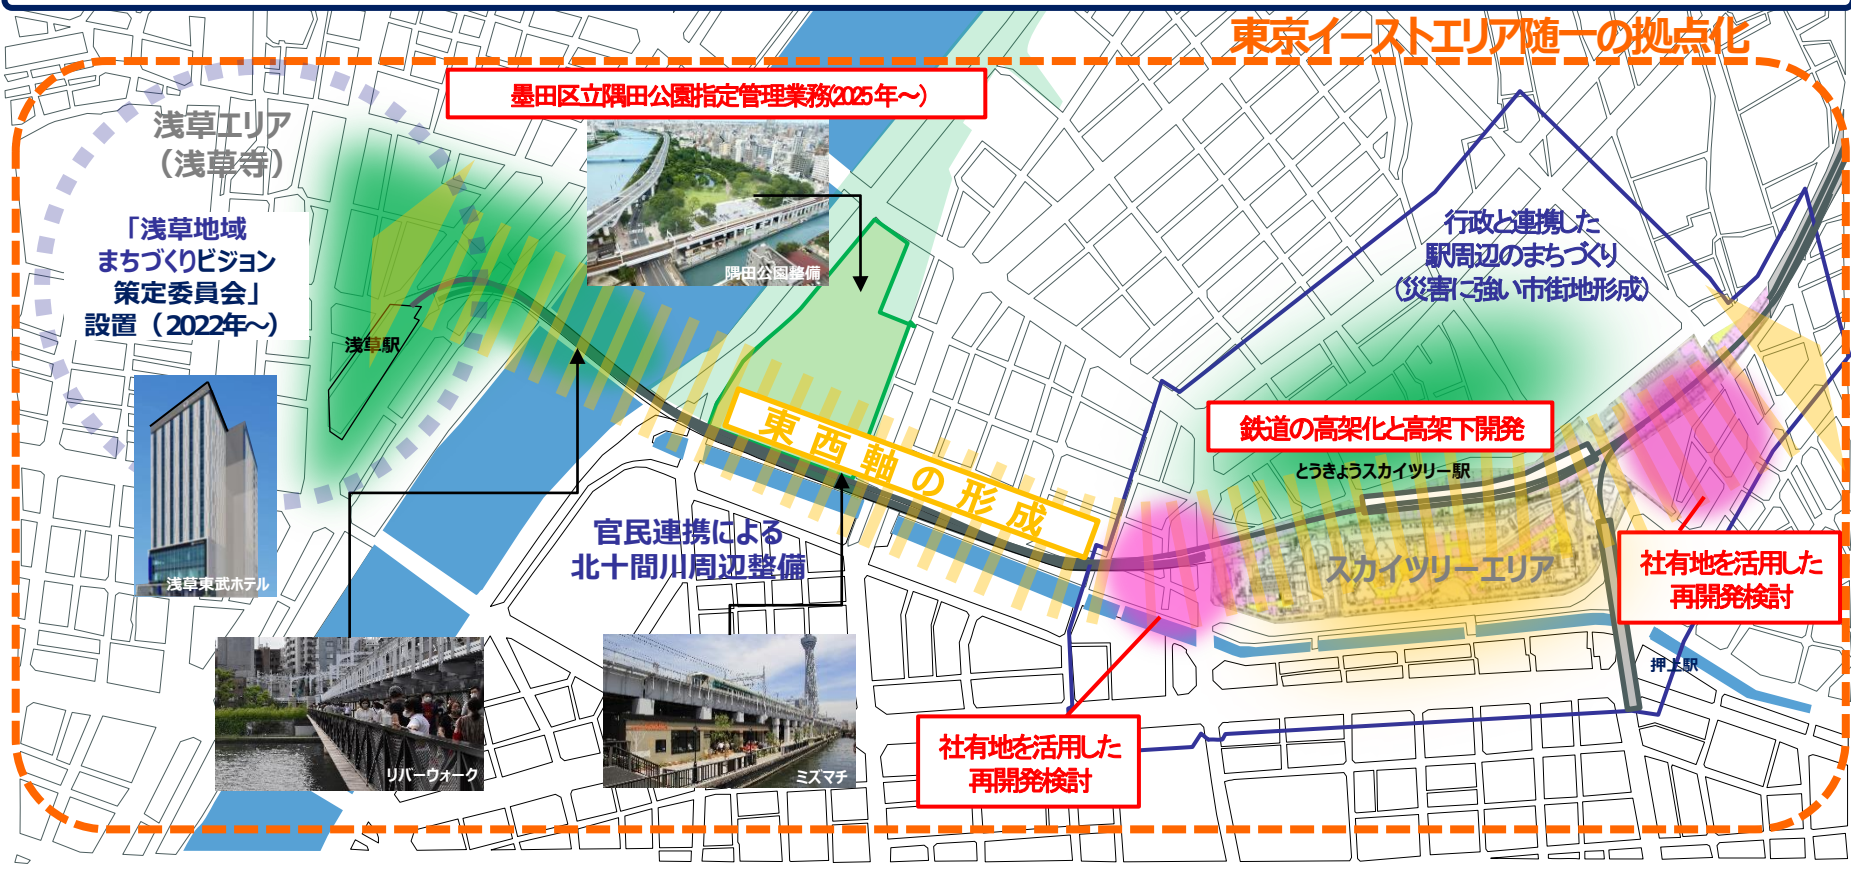 東京イーストエリア随一の拠点化
墨田区立隅田公園指定管理業務(2025年～)
浅草エリア
（浅草寺）
「浅草地域
まちづくりビジョン
策定委員会」
設置（2022年～）
隅田公園整備
行政と連携した
駅周辺のまちづくり
（災害に強い市街地形成）
浅草駅
東西軸の形成
鉄道の高架化と高架下開発
とうきょうスカイツリー駅
浅草東武ホテル
官民連携による
北十間川周辺整備
スカイツリーエリア
社有地を活用した
再開発検討
押上駅
リバーウォーク
ミズマチ
社有地を活用した
再開発検討